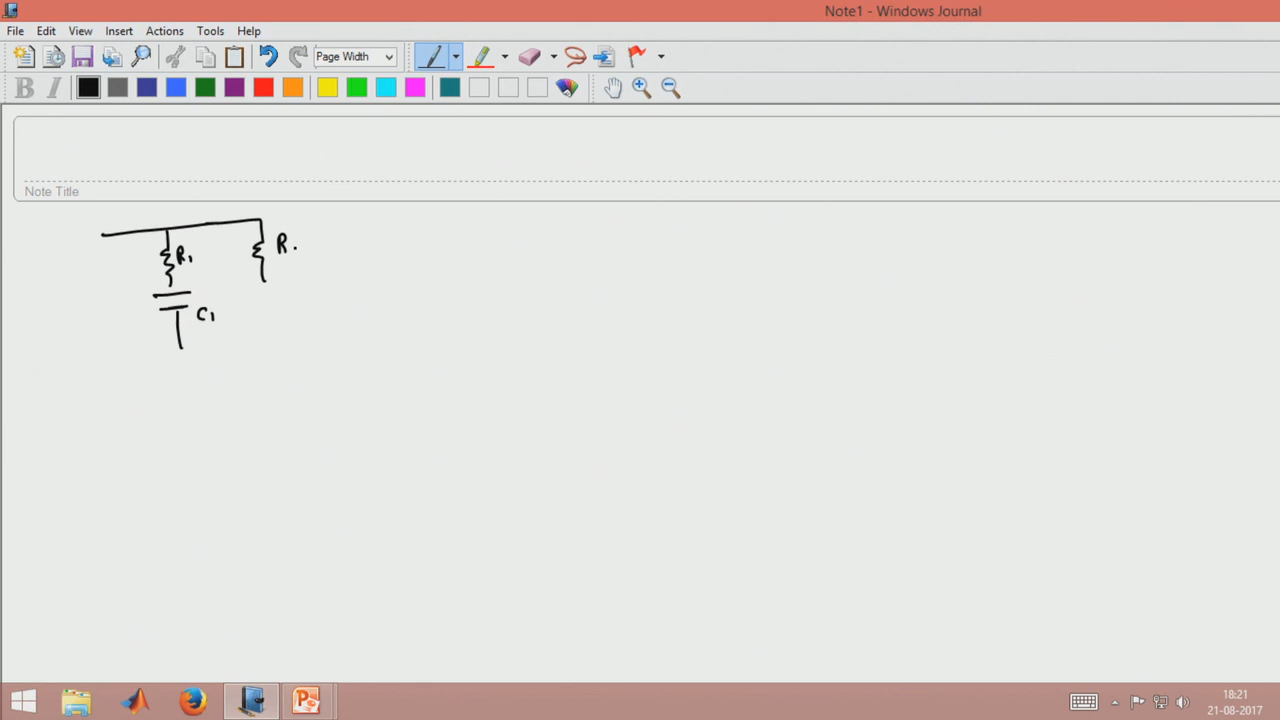 Note1 - Windows Journal
File Edit View Insert Actions Tools Help
Page Width
B I
Note Title
R1 R.
C1
18:21
21-08-2017